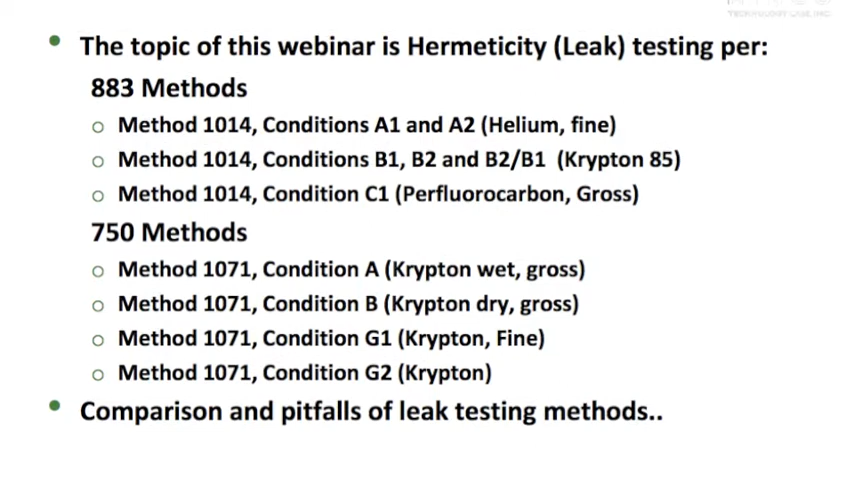 TECHNOLOGY LABS, INC.
• The topic of this webinar is Hermeticity (Leak) testing per:
883 Methods
o Method 1014, Conditions A1 and A2 (Helium, fine)
o Method 1014, Conditions B1, B2 and B2/B1 (Krypton 85)
o Method 1014, Condition C1 (Perfluorocarbon, Gross)
750 Methods
o Method 1071, Condition A (Krypton wet, gross)
o Method 1071, Condition B (Krypton dry, gross)
o Method 1071, Condition G1 (Krypton, Fine)
o Method 1071, Condition G2 (Krypton)
• Comparison and pitfalls of leak testing methods..